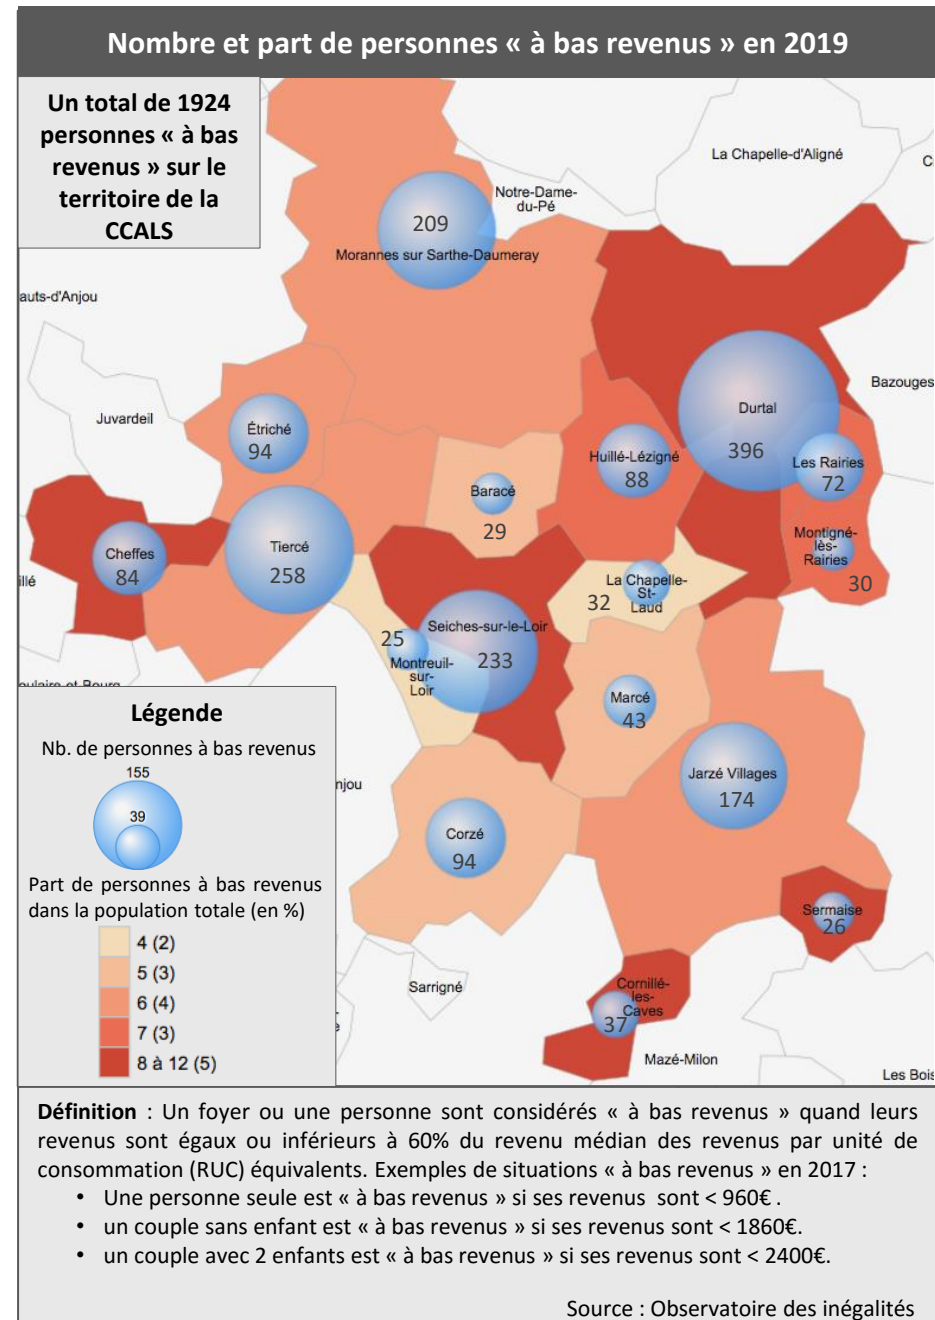 Nombre et part de personnes « à bas revenus » en 2019
Un total de 1924
personnes « à bas
revenus » sur le
territoire de la
CCALS
La Chapelle-d'Aligné
Notre-Dame-
du-Pé
209
Morannes sur Sarthe-Daumeray
auts-d'Anjou
Bazouges
Juvardeil
Durtal
396
Étriché
94
Huillé-Lézigné
88
Les Rairies
72
Baracé
29
Montigné-
lès-
Rairies
30
Cheffes
84
Tiercé
258
illé
La Chapelle-
St-
Laud
32
Seiches-sur-le-Loir
233
25
Montreuil-
sur-
Loir
Marcé
43
Jarzé Villages
174
njou
Corzé
94
Sermaise
26
Sarrigné
Cornillé-
les-
Caves
37
Mazé-Milon
Les Bois
Légende
Nb. de personnes à bas revenus
155
39
Part de personnes à bas revenus
dans la population totale (en %)
4 (2)
5 (3)
6 (4)
7 (3)
8 à 12 (5)
Définition : Un foyer ou une personne sont considérés « à bas revenus » quand leurs
revenus sont égaux ou inférieurs à 60% du revenu médian des revenus par unité de
consommation (RUC) équivalents. Exemples de situations « à bas revenu » en 2017 :
• Une personne seule est « à bas revenus » si ses revenus sont < 960€ .
• un couple sans enfant est « à bas revenu » si ses revenus sont < 1860€.
• un couple avec 2 enfants est « à bas revenu » si ses revenus sont < 2400€.
Source : Observatoire des inégalités